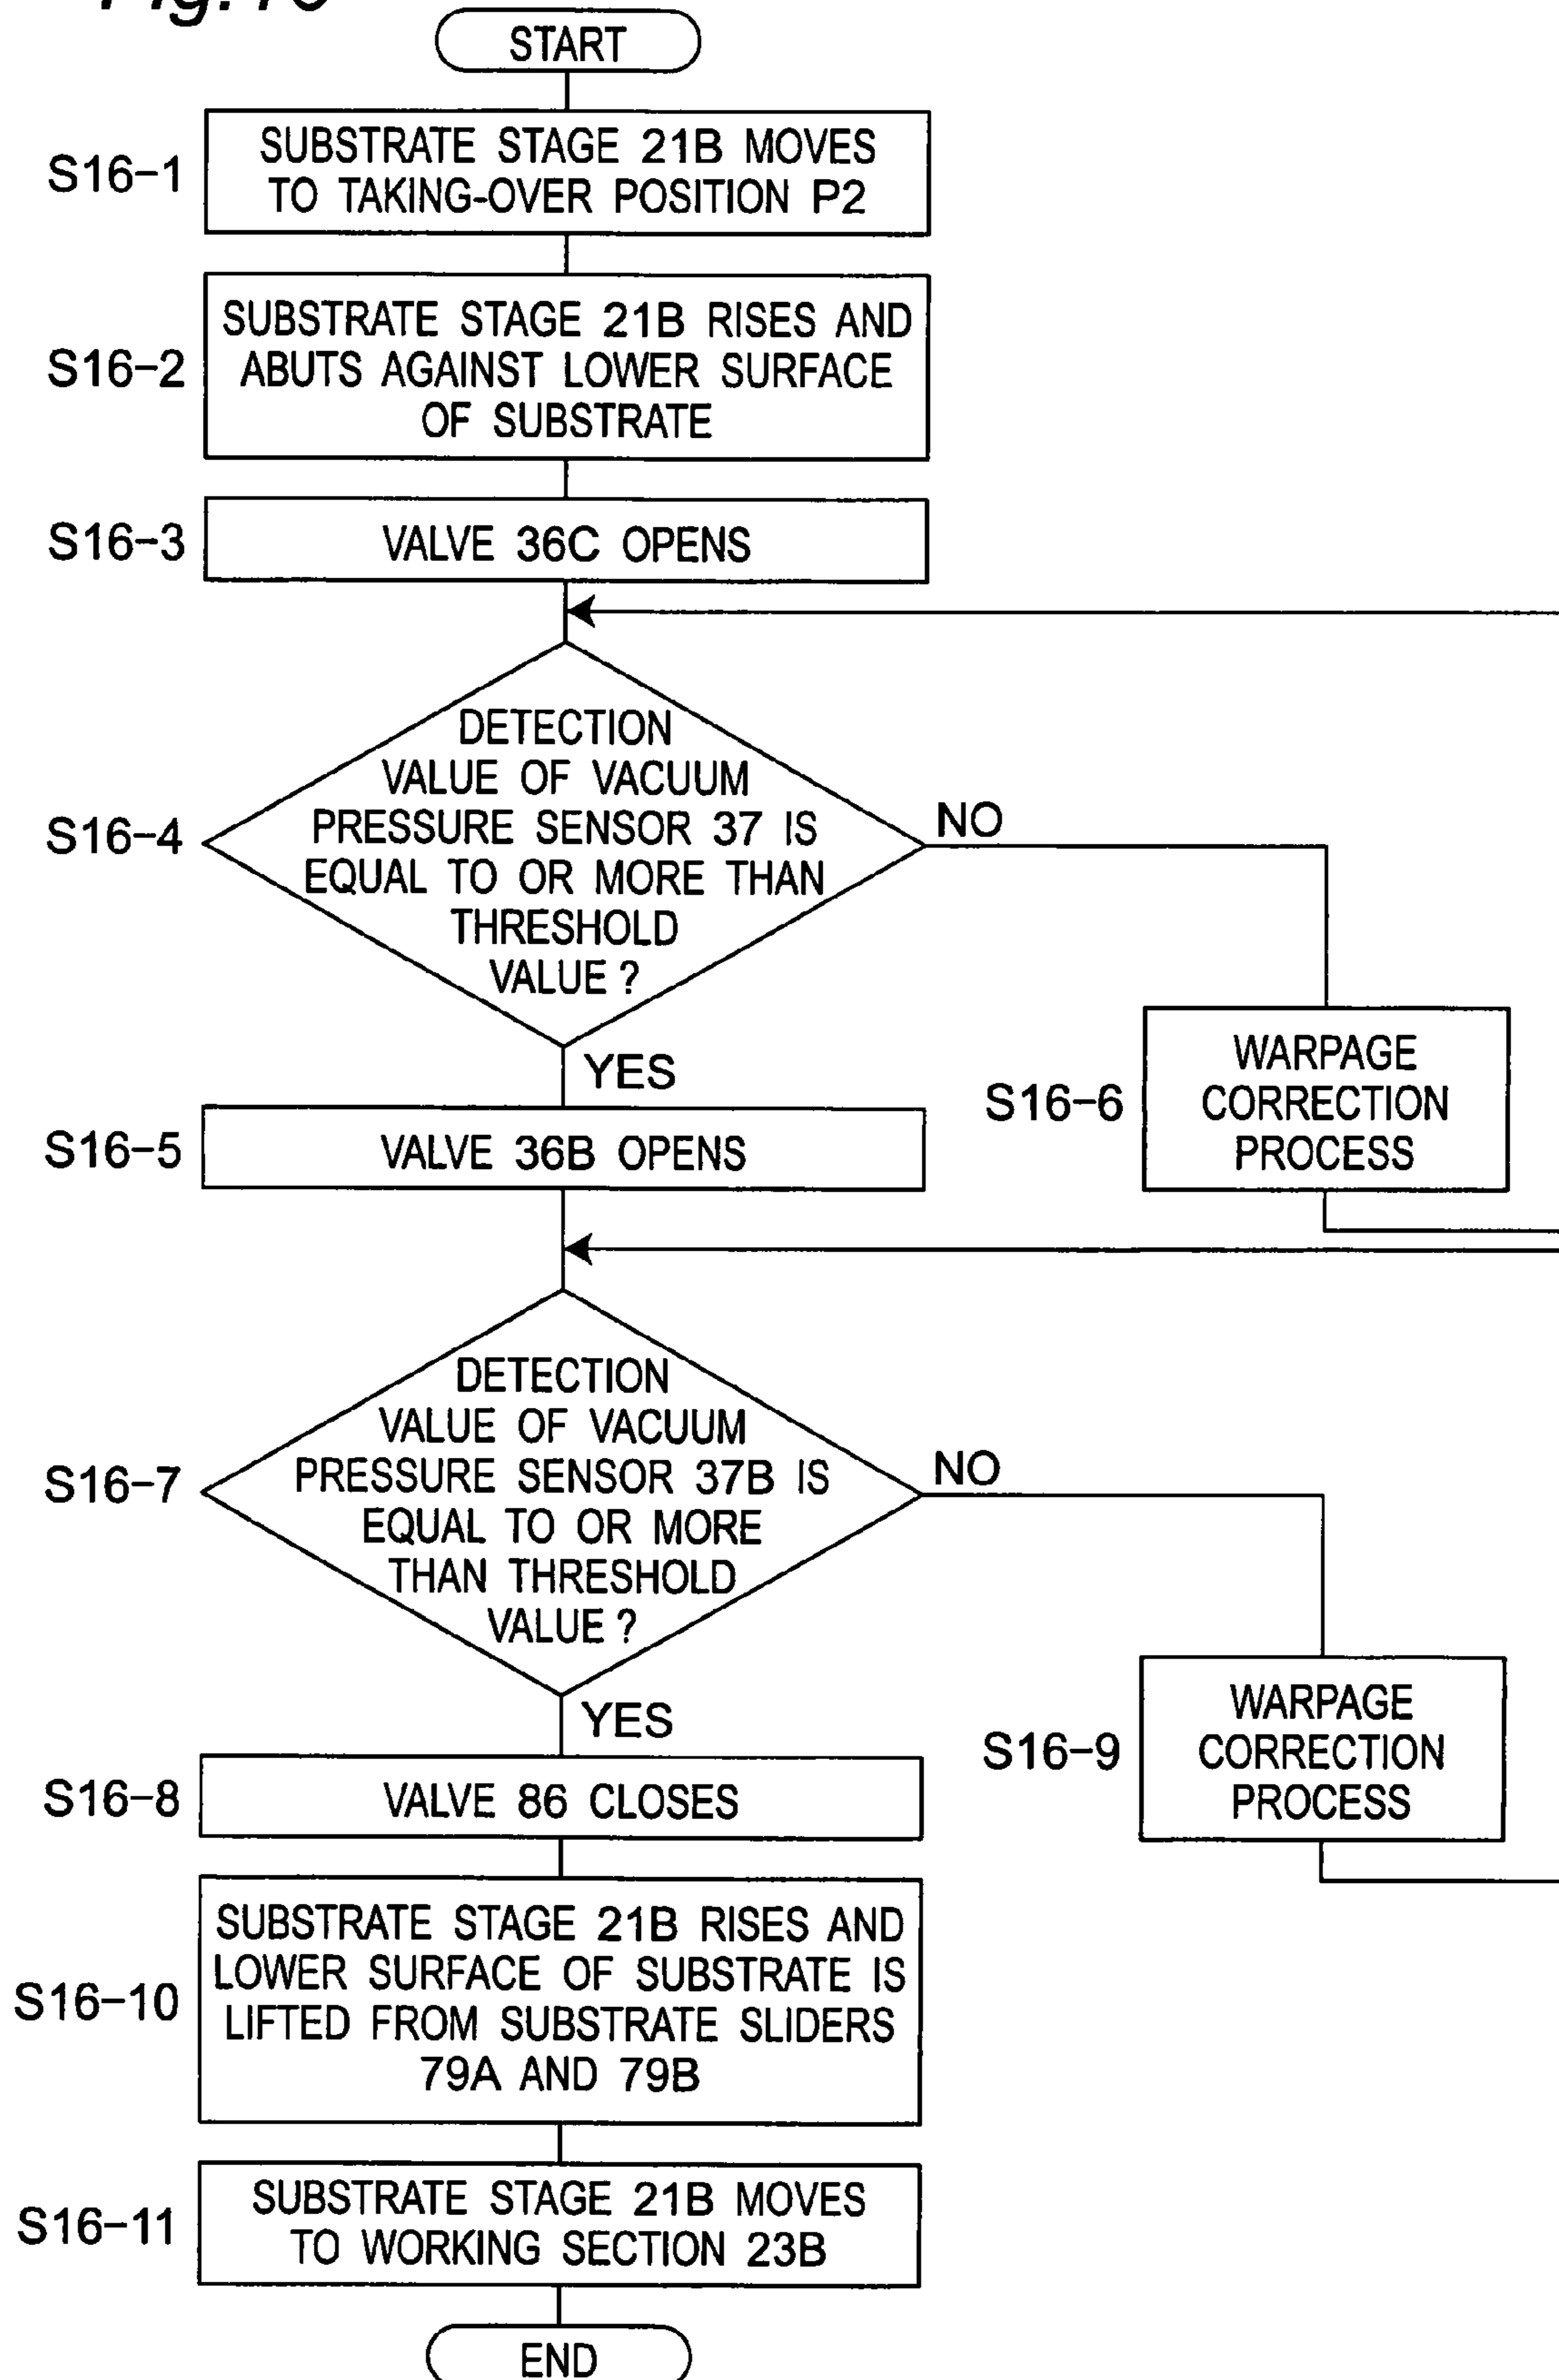 START
S16-1
SUBSTRATE STAGE 21B MOVES
TO TAKING-OVER POSITION P2
S16-2
SUBSTRATE STAGE 21B RISES AND
ABUTS AGAINST LOWER SURFACE
OF SUBSTRATE
S16-3
VALVE 36C OPENS
S16-4
DETECTION
VALUE OF VACUUM
PRESSURE SENSOR 37 IS
EQUAL TO OR MORE THAN
THRESHOLD
VALUE ?
NO
YES
S16-5
VALVE 36B OPENS
S16-6
WARPAGE
CORRECTION
PROCESS
S16-7
DETECTION
VALUE OF VACUUM
PRESSURE SENSOR 37B IS
EQUAL TO OR MORE
THAN THRESHOLD
VALUE ?
NO
YES
S16-8
VALVE 86 CLOSES
S16-9
WARPAGE
CORRECTION
PROCESS
S16-10
SUBSTRATE STAGE 21B RISES AND
LOWER SURFACE OF SUBSTRATE IS
LIFTED FROM SUBSTRATE SLIDERS
79A AND 79B
S16-11
SUBSTRATE STAGE 21B MOVES
TO WORKING SECTION 23B
END